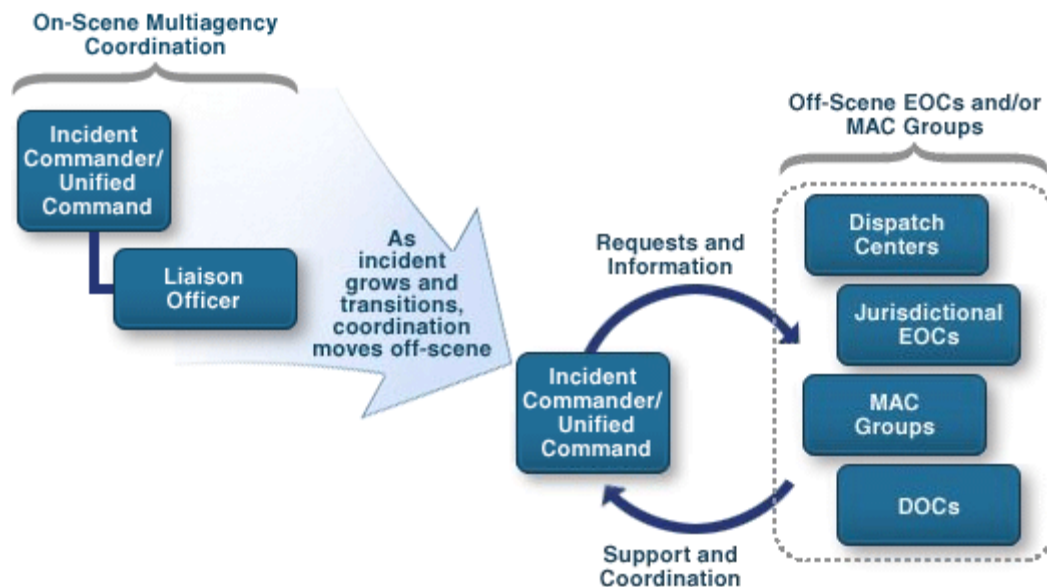 On-Scene Multiagency
Coordination
Incident
Commander/
Unified
Command
Liaison
Officer
As
incident
grows and
transitions,
coordination
moves off-scene
Incident
Commander/
Unified
Command
Requests and
Information
Support and
Coordination
Off-Scene EOCs and/or
MAC Groups
Dispatch
Centers
Jurisdictional
EOCs
MAC
Groups
DOCs